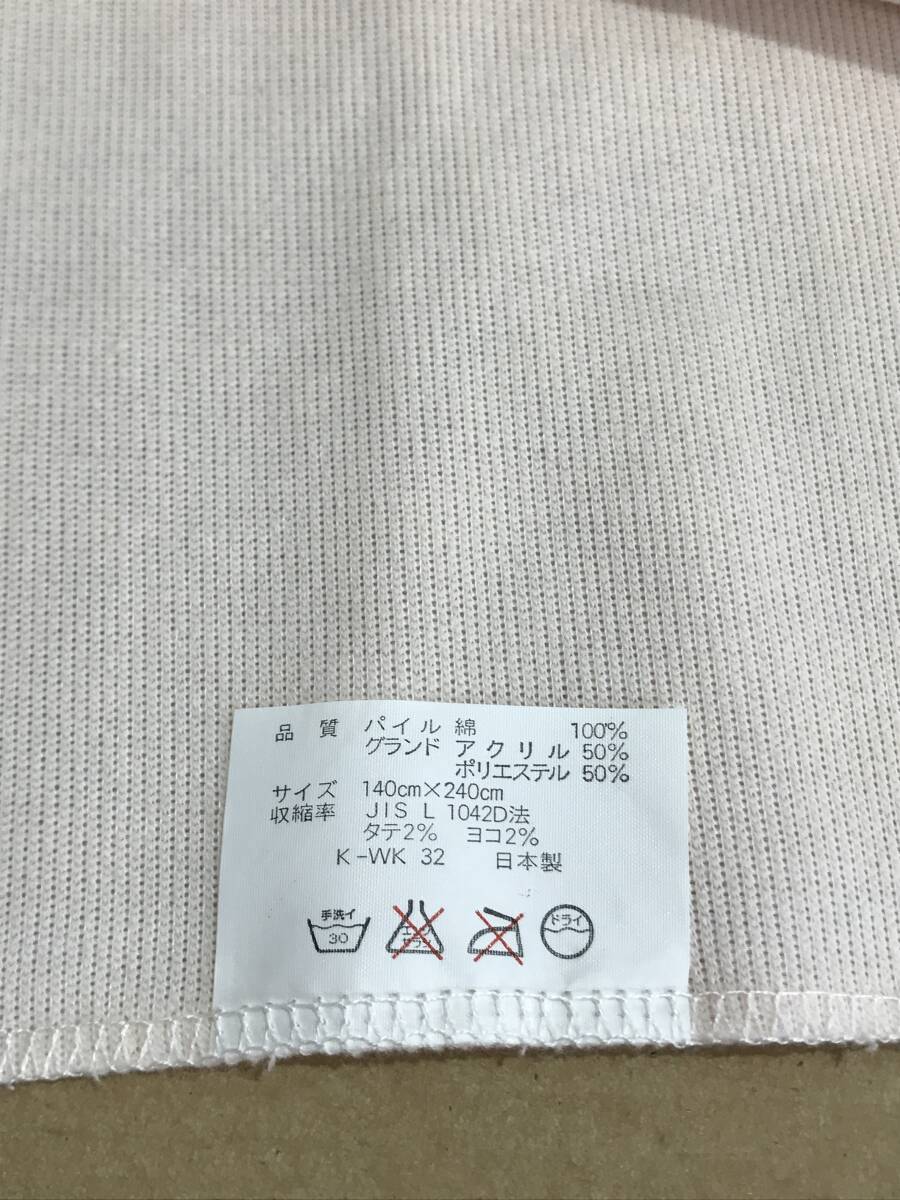 品 質 パイル 綿 100%
グランド アクリル 50%
ポリエステル 50%
サイズ 140cm×240cm
収縮率 JIS L 1042D法
タテ2% ヨコ2%
K-WK 32 日本製
手洗イ ドライ
30